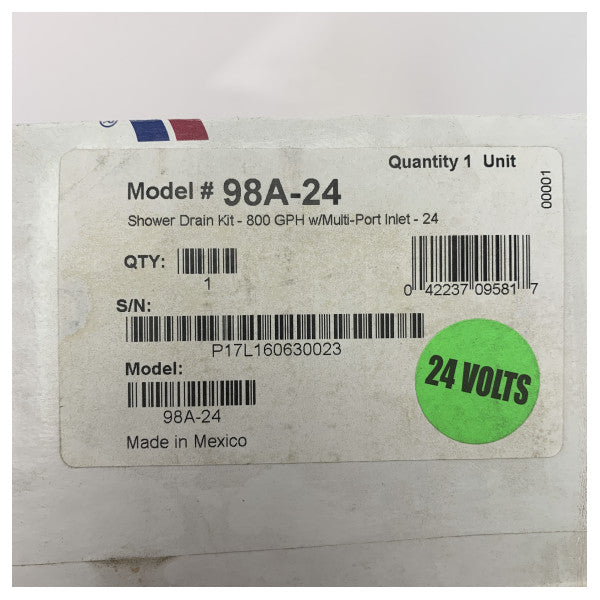 ®
Quantity 1 Unit
Model # 98A-24
00001
Shower Drain Kit - 800 GPH w/Multi-Port Inlet - 24
QTY:
1
0 42237 09581 7
S/N:
P17L160630023
24 VOLTS
Model:
98A-24
Made in Mexico